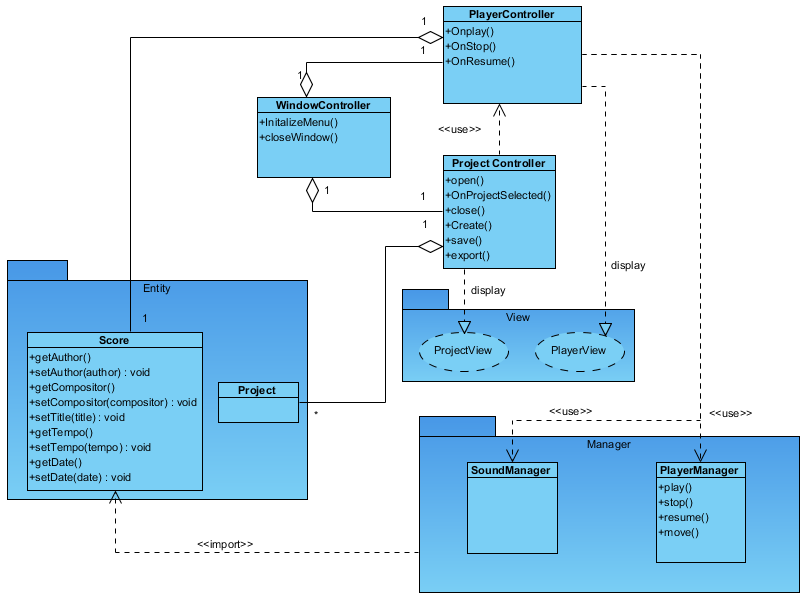 PlayerController
+Onplay()
+OnStop()
+OnResume()
1
1
1
WindowController
+InitalizeMenu()
+closeWindow()
<<use>>
Project Controller
+open()
+OnProjectSelected()
+close()
+Create()
+save()
+export()
1
1
1
display
display
Entity
1
Score
+getAuthor()
+setAuthor(author) : void
+getCompositor()
+setCompositor(compositor) : void
+setTitle(title) : void
+getTempo()
+setTempo(tempo) : void
+getDate()
+setDate(date) : void
Project
*
View
ProjectView
PlayerView
<<use>>
<<use>>
Manager
SoundManager
PlayerManager
+play()
+stop()
+resume()
+move()
<<import>>